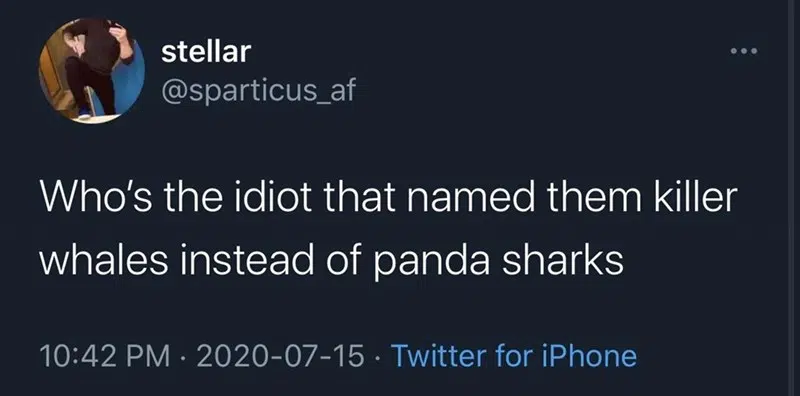 stellar
@sparticus_af
Who's the idiot that named them killer
whales instead of panda sharks
10:42 PM · 2020-07-15 · Twitter for iPhone